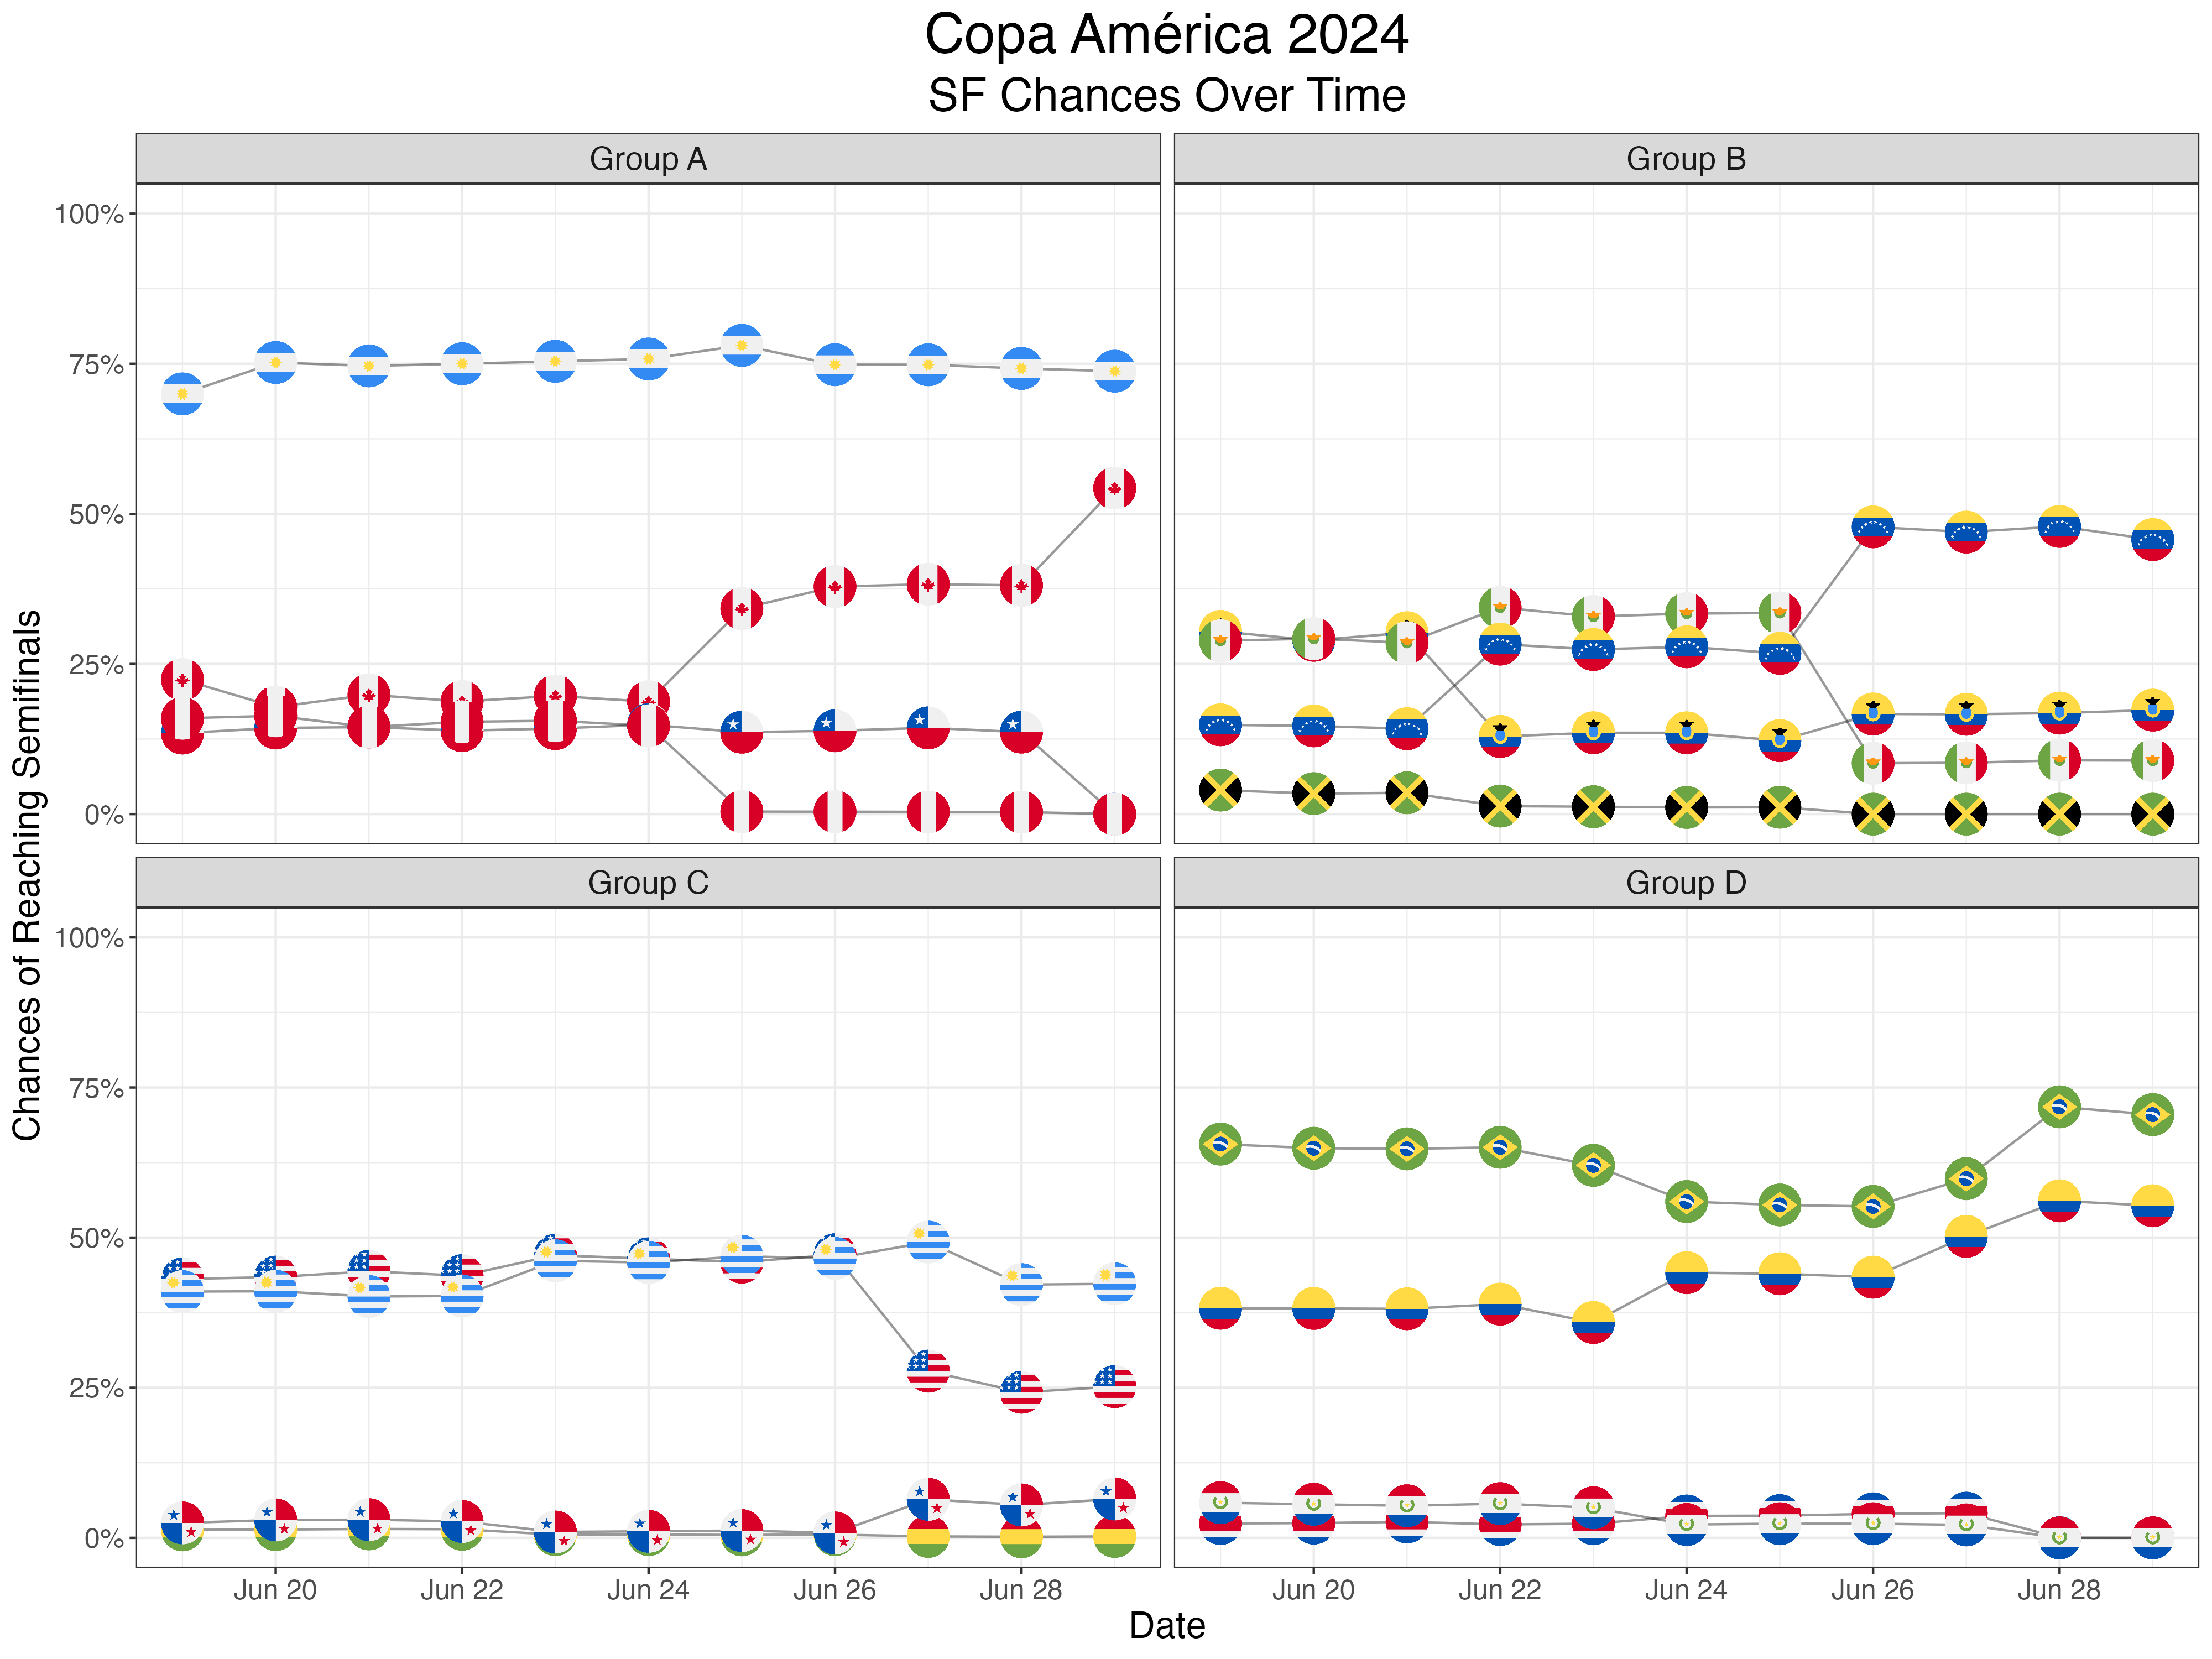 Copa América 2024
SF Chances Over Time
Group A
Group B
100%
75%
50%
25%
0%
Group C
Group D
100%
75%
50%
25%
0%
Chances of Reaching Semifinals
Jun 20
Jun 22
Jun 24
Jun 26
Jun 28
Jun 20
Jun 22
Jun 24
Jun 26
Jun 28
Date